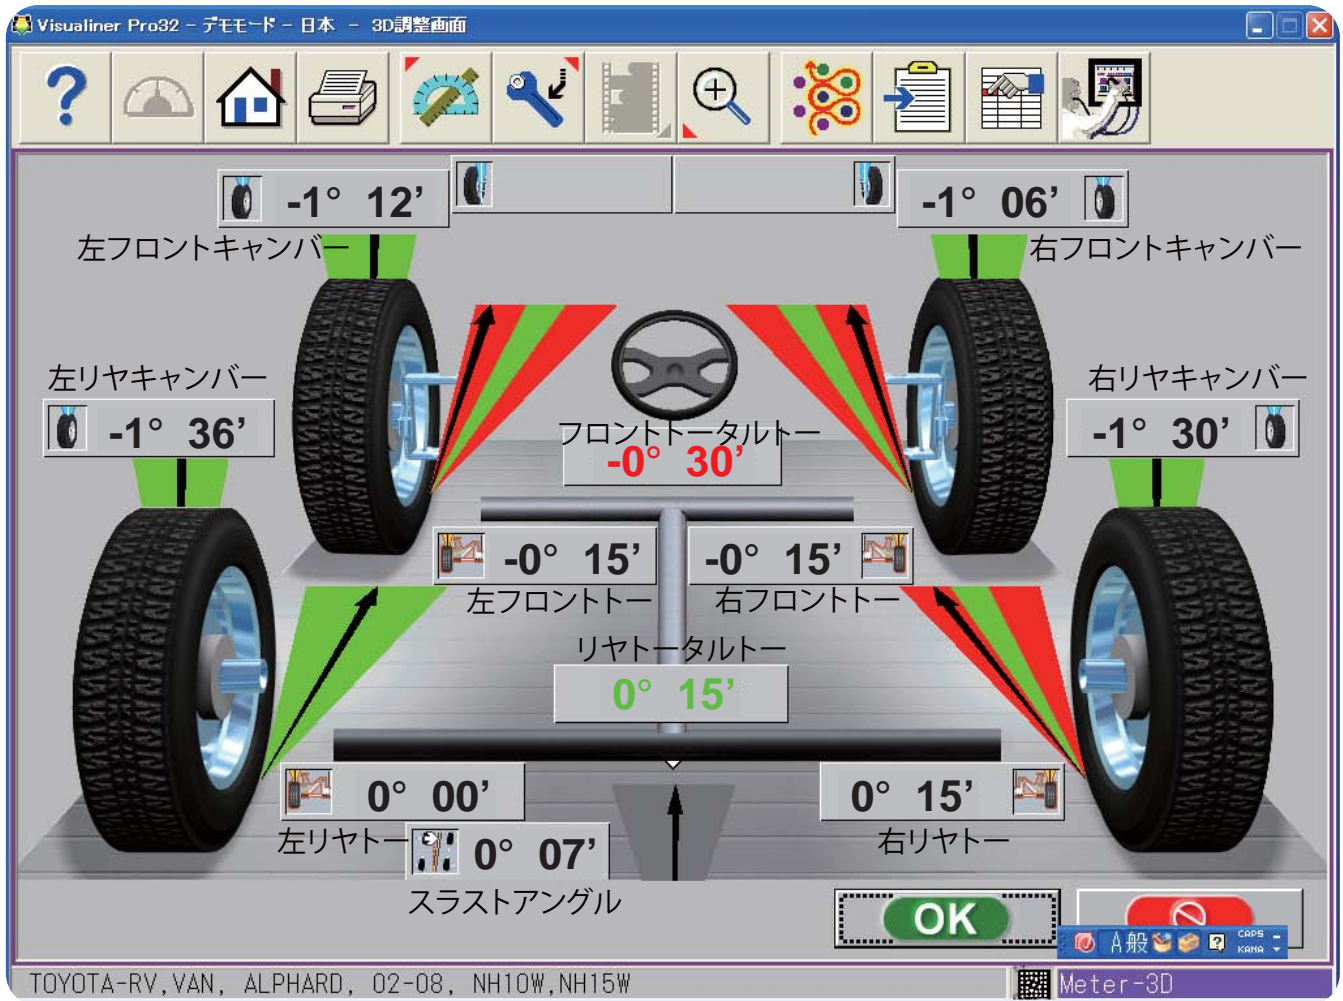 Visualiner Pro32 - デモモード - 日本 - 3D調整画面
-1° 12’
-1° 06’
左フロントキャンバー
右フロントキャンバー
左リヤキャンバー
右リヤキャンバー
-1° 36’
-1° 30’
フロントトータルトー
-0° 30’
-0° 15’
-0° 15’
左フロントトー
右フロントトー
リヤトータルトー
0° 15’
0° 00’
0° 15’
左リヤトー
右リヤトー
0° 07’
スラストアングル
OK
A般
CAPS
KANA
TOYOTA-RV,VAN, ALPHARD, 02-08, NH10W,NH15W
Meter-3D